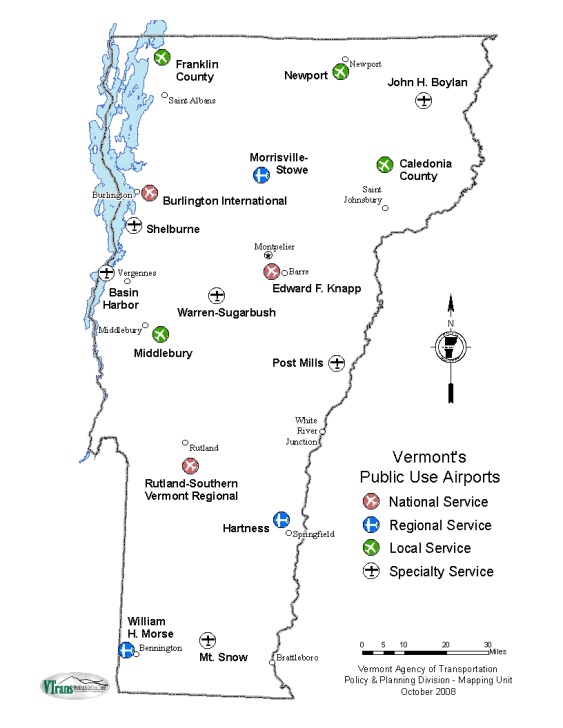 Franklin
County
Newport
Newport
John H. Boylan
Saint Albans
Morrisville-
Stowe
Caledonia
County
Burlington
Burlington International
Saint
Johnsbury
Shelburne
Montpelier
Vergennes
Barre
Basin
Harbor
Edward F. Knapp
Warren-Sugarbush
N
Middlebury
Middlebury
Post Mills
White
River
Junction
Rutland
Rutland-Southern
Vermont Regional
Vermont's
Public Use Airports
National Service
Regional Service
Local Service
Specialty Service
Hartness
Springfield
William
H. Morse
Bennington
Mt. Snow
Brattleboro
0 5 10 20 30
Miles
Vermont Agency of Transportation
Policy & Planning Division - Mapping Unit
October 2008
VTrans